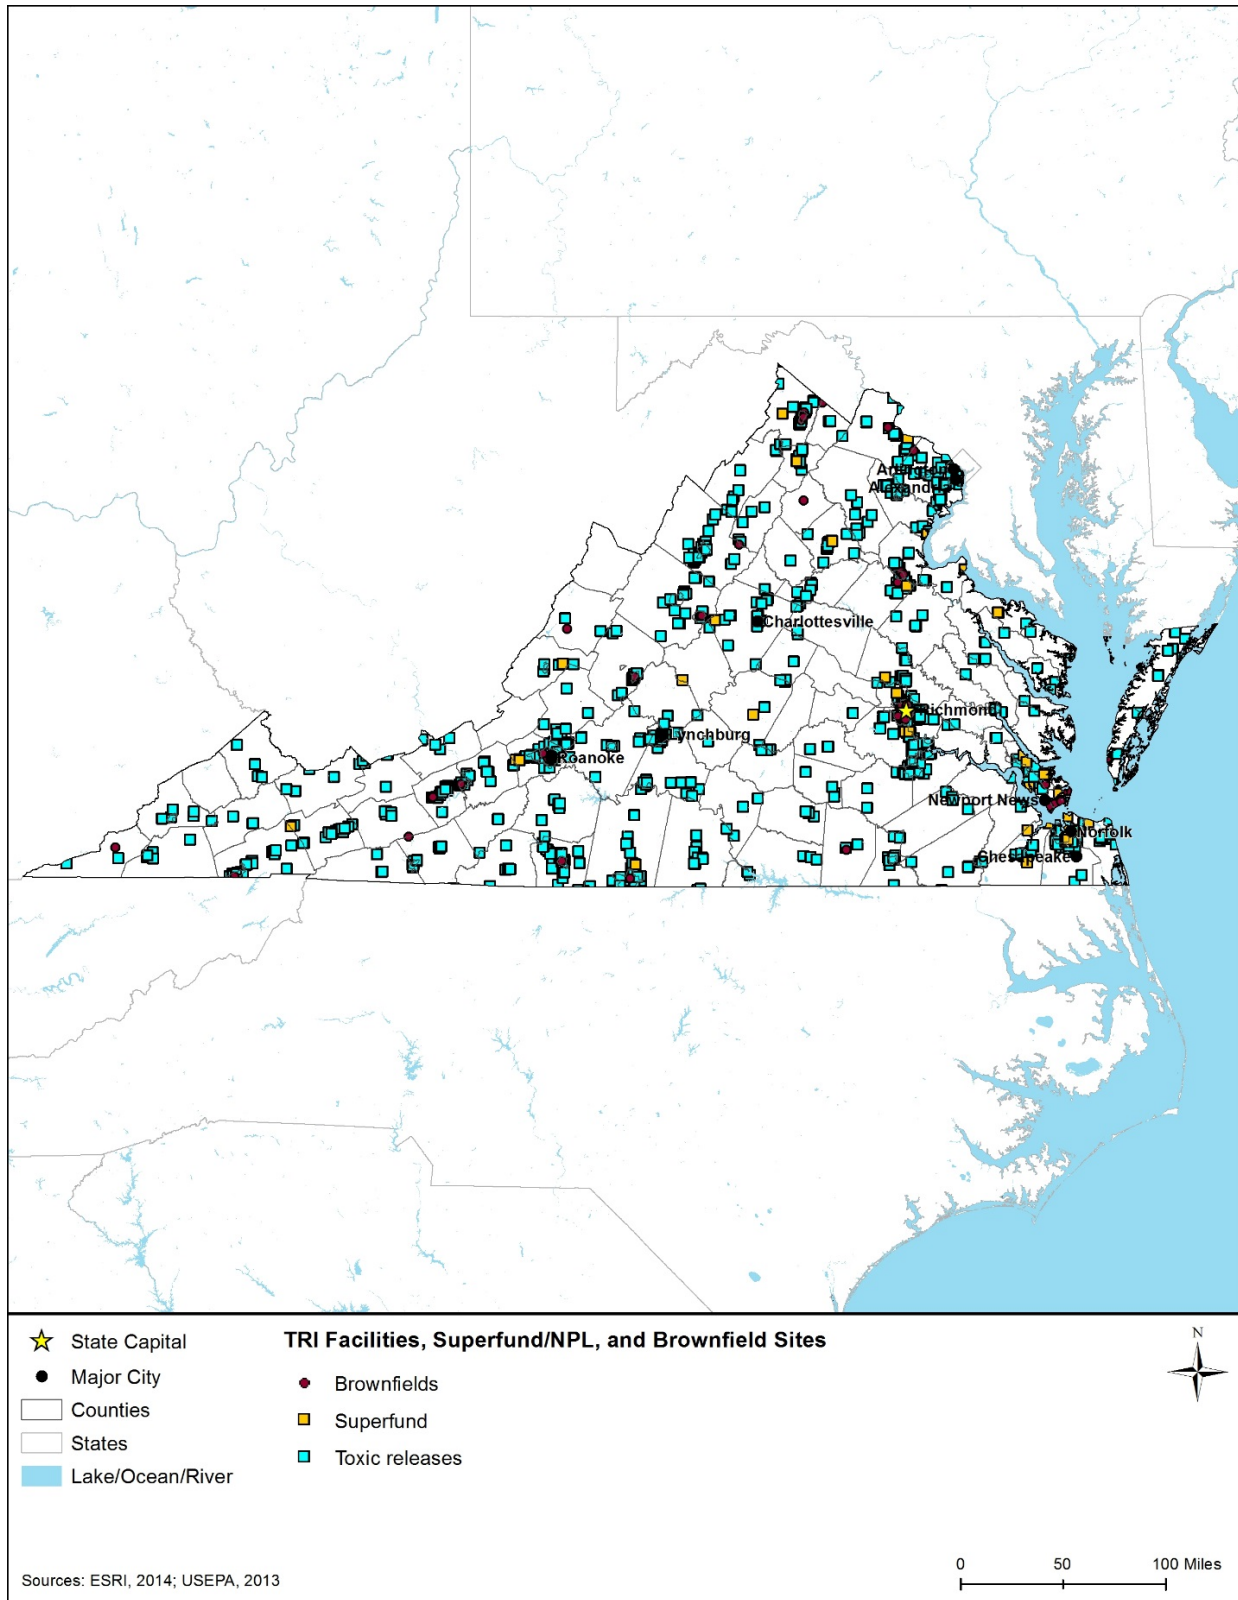 Arlington
Alexandria
Charlottesville
Richmond
Lynchburg
Roanoke
Newport News
Norfolk
Chesapeake
State Capital
Major City
Counties
States
Lake/Ocean/River
TRI Facilities, Superfund/NPL, and Brownfield Sites
Brownfields
Superfund
Toxic releases
N
0 50 100 Miles
Sources: ESRI, 2014; USEPA, 2013